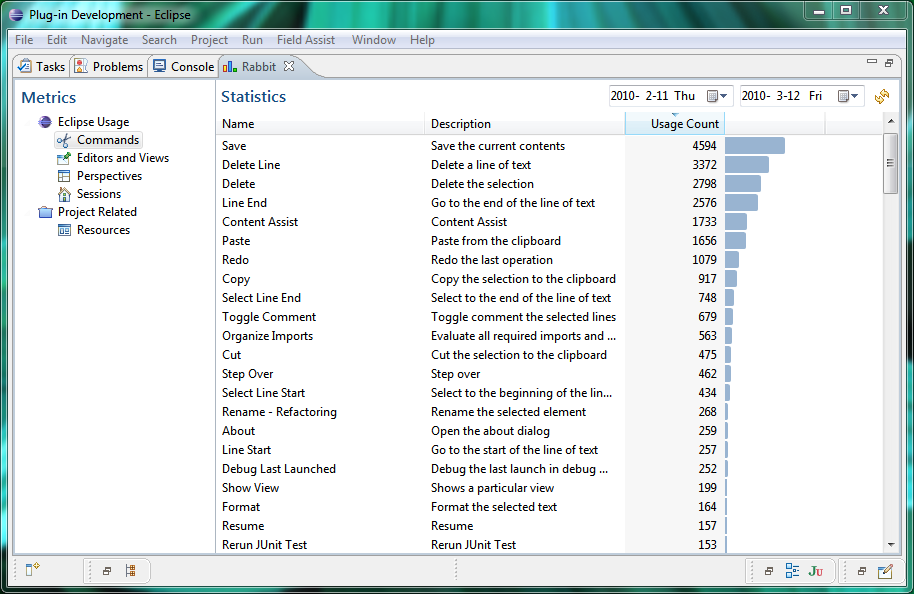 Plug-in Development - Eclipse
File Edit Navigate Search Project Run Field Assist Window Help
Tasks Problems Console Rabbit
Metrics
Eclipse Usage
Commands
Editors and Views
Perspectives
Sessions
Project Related
Resources
Statistics 2010- 2-11 Thu 2010- 3-12 Fri
Name Description Usage Count
Save Save the current contents 4594
Delete Line Delete a line of text 3372
Delete Delete the selection 2798
Line End Go to the end of the line of text 2576
Content Assist Content Assist 1733
Paste Paste from the clipboard 1656
Redo Redo the last operation 1079
Copy Copy the selection to the clipboard 917
Select Line End Select to the end of the line of text 748
Toggle Comment Toggle comment the selected lines 679
Organize Imports Evaluate all required imports and ... 563
Cut Cut the selection to the clipboard 475
Step Over Step over 462
Select Line Start Select to the beginning of the lin... 434
Rename - Refactoring Rename the selected element 268
About Open the about dialog 259
Line Start Go to the start of the line of text 257
Debug Last Launched Debug the last launch in debug ... 252
Show View Shows a particular view 199
Format Format the selected text 164
Resume Resume 157
Rerun JUnit Test Rerun JUnit Test 153
Ju